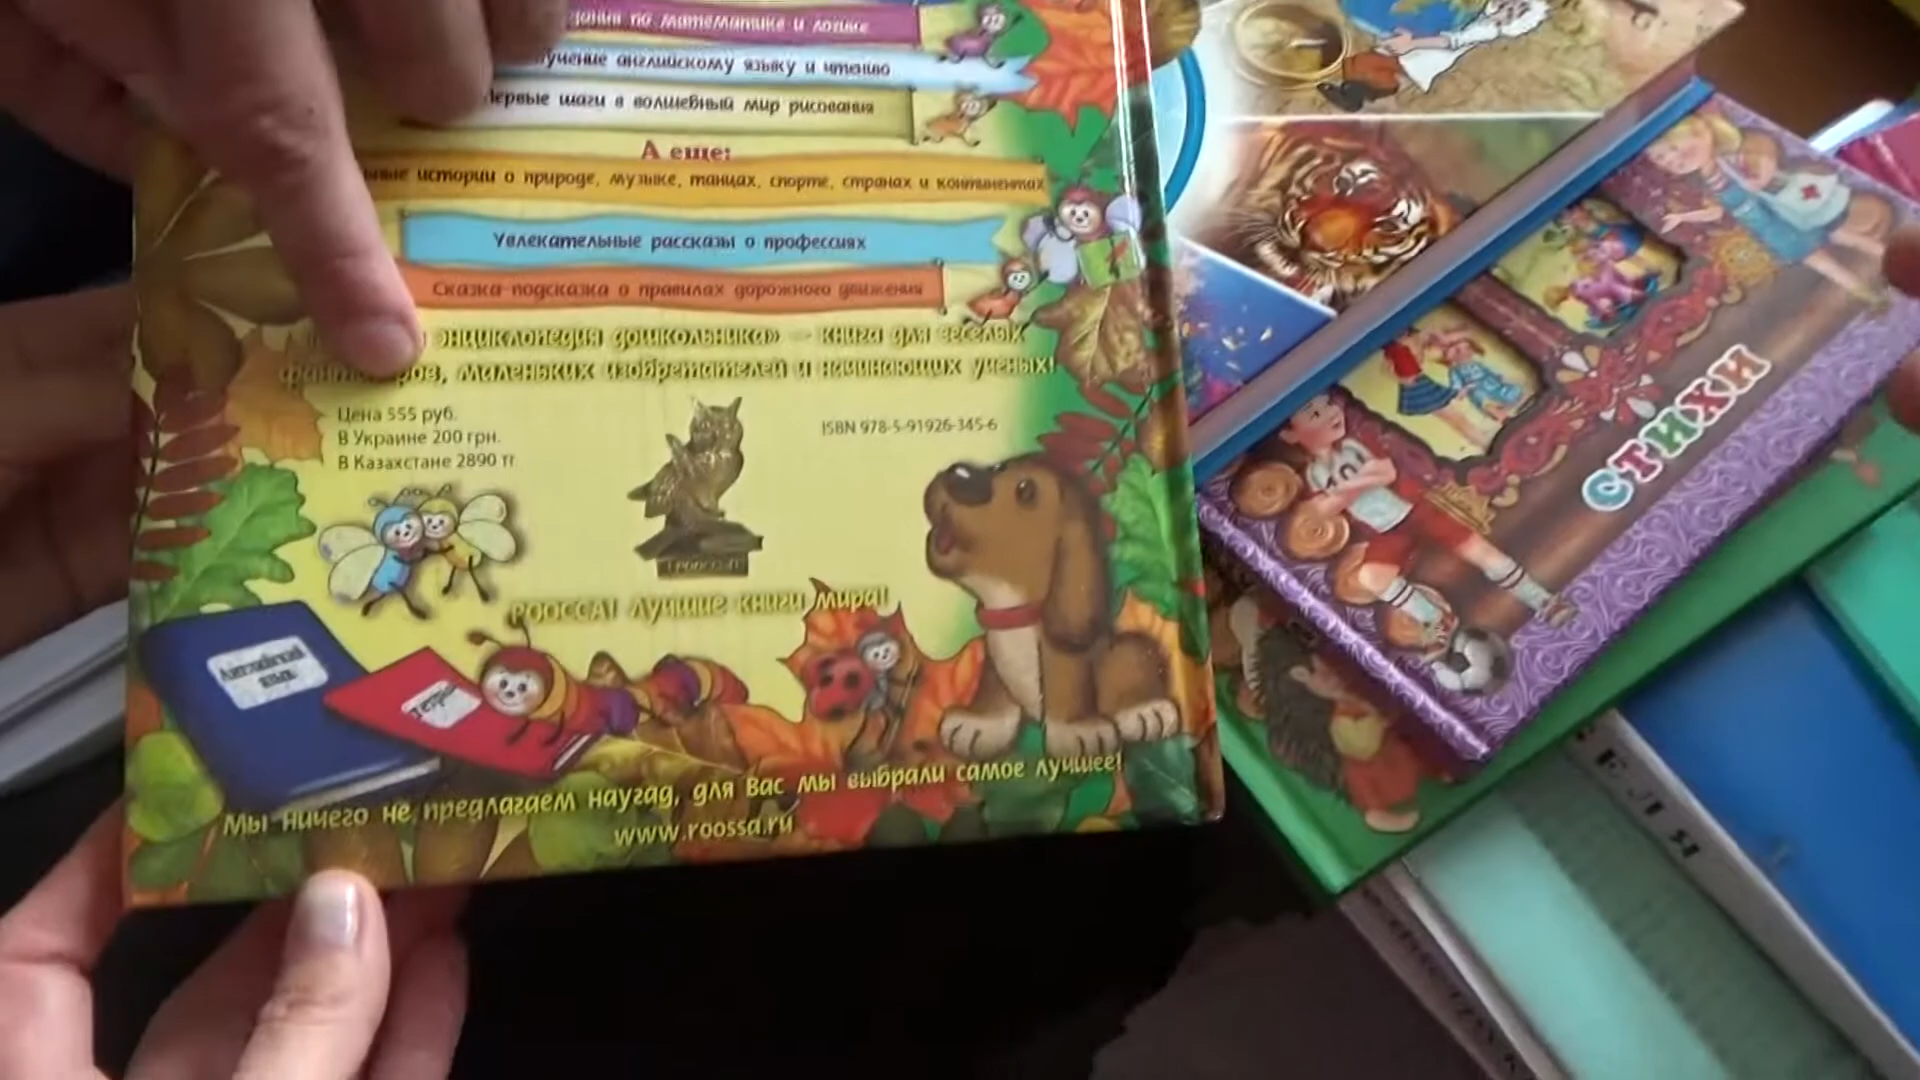 по математике и логике
английскому языку и чтению
Первые шаги в волшебный мир рисования
А еще:
истории о природе, музыке, танцах, спорте, странах и континентах
Увлекательные рассказы о профессиях
Сказка-подсказка о правилах дорожного движения
энциклопедия дошкольника» — книга для веселых
маленьких изобретателей и начинающих ученых!
Цена 555 руб.
В Украине 200 грн.
В Казахстане 2890 тг
ISBN 978-5-91926-345-6
РООССА! Лучшие книги мира!
Английский
язык
Мы ничего не предлагаем наугад, для Вас мы выбрали самое лучшее!
www.roossa.ru
СТИХИ